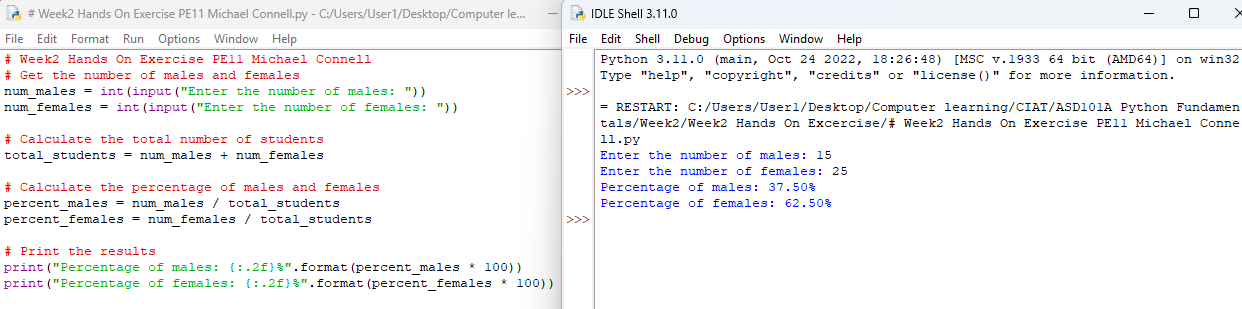 # Week2 Hands On Exercise PE11 Michael Connell.py - C:/Users/User1/Desktop/Computer le...
File Edit Format Run Options Window Help
# Week2 Hands On Exercise PE11 Michael Connell
# Get the number of males and females
num_males = int(input("Enter the number of males: "))
num_females = int(input("Enter the number of females: "))
# Calculate the total number of students
total_students = num_males + num_females
# Calculate the percentage of males and females
percent_males = num_males / total_students
percent_females = num_females / total_students
# Print the results
print("Percentage of males: {:.2f}%".format(percent_males * 100))
print("Percentage of females: {:.2f}%".format(percent_females * 100))
IDLE Shell 3.11.0
File Edit Shell Debug Options Window Help
Python 3.11.0 (main, Oct 24 2022, 18:26:48) [MSC v.1933 64 bit (AMD64)] on win32
Type "help", "copyright", "credits" or "license()" for more information.
>>>
= RESTART: C:/Users/User1/Desktop/Computer learning/CIAT/ASD101A Python Fundamen
tals/Week2/Week2 Hands On Excercise/# Week2 Hands On Exercise PE11 Michael Conne
ll.py
Enter the number of males: 15
Enter the number of females: 25
Percentage of males: 37.50%
Percentage of females: 62.50%
>>>